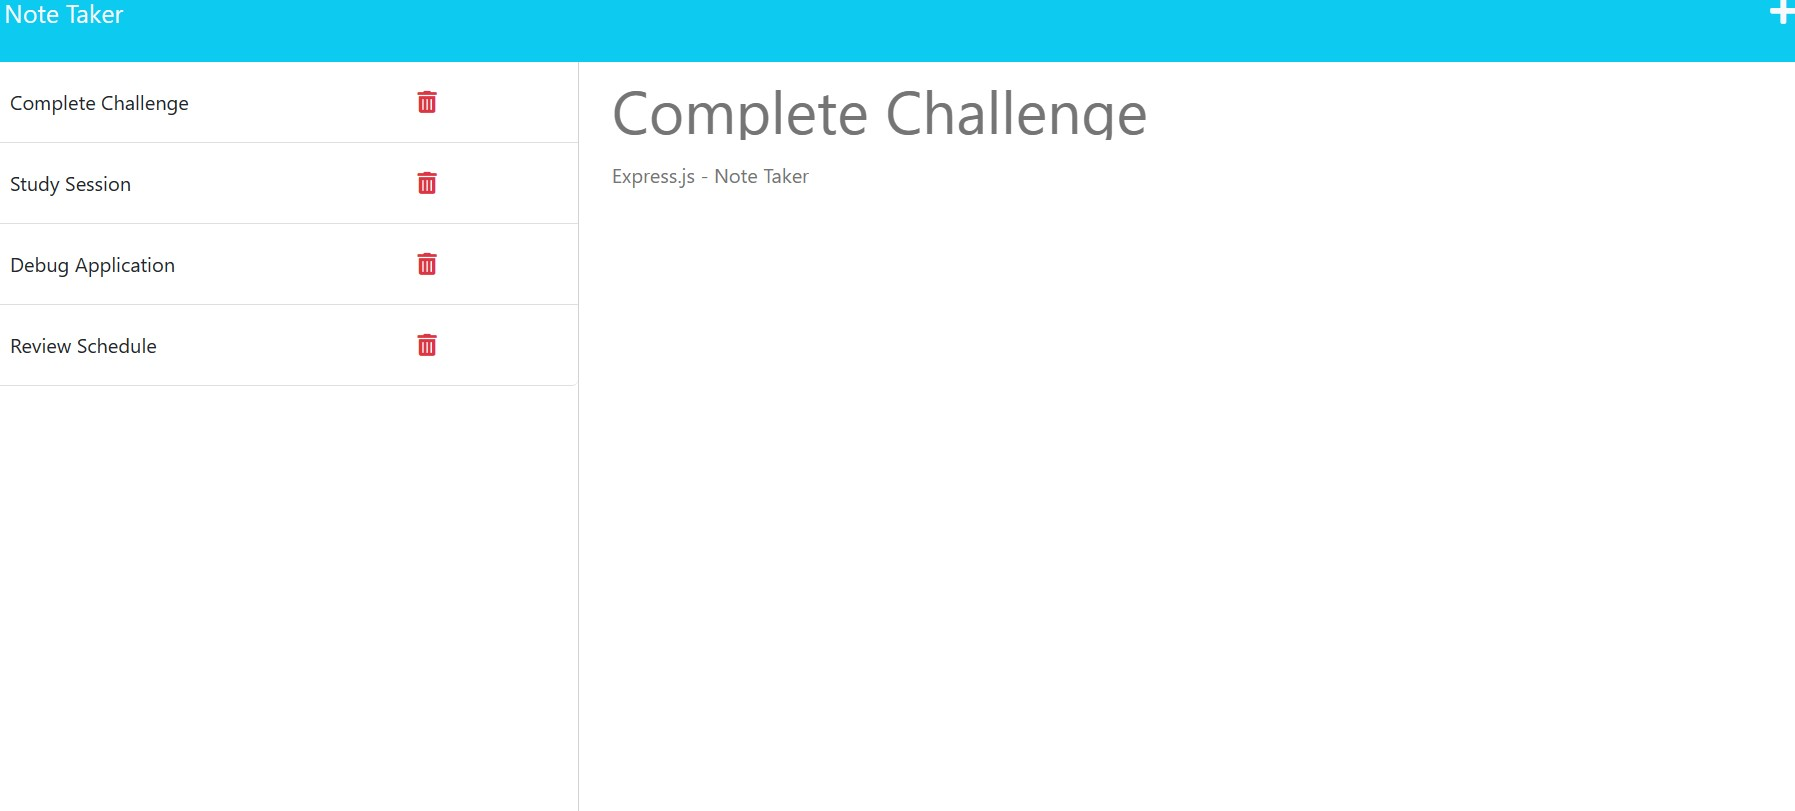 Note Taker
Complete Challenge
Study Session
Debug Application
Review Schedule
Complete Challenge
Express.js - Note Taker